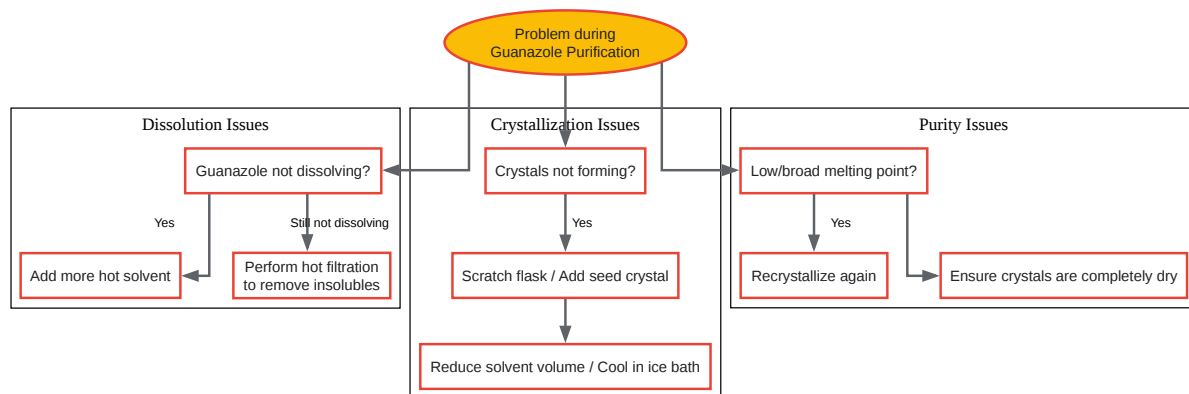 Problem during
Guanazole Purification
Dissolution Issues
Crystallization Issues
Purity Issues
Guanazole not dissolving?
Crystals not forming?
Low/broad melting point?
Yes
Still not dissolving
Yes
Yes
Add more hot solvent
Perform hot filtration
to remove insolubles
Scratch flask / Add seed crystal
Recrystallize again
Ensure crystals are completely dry
Reduce solvent volume / Cool in ice bath